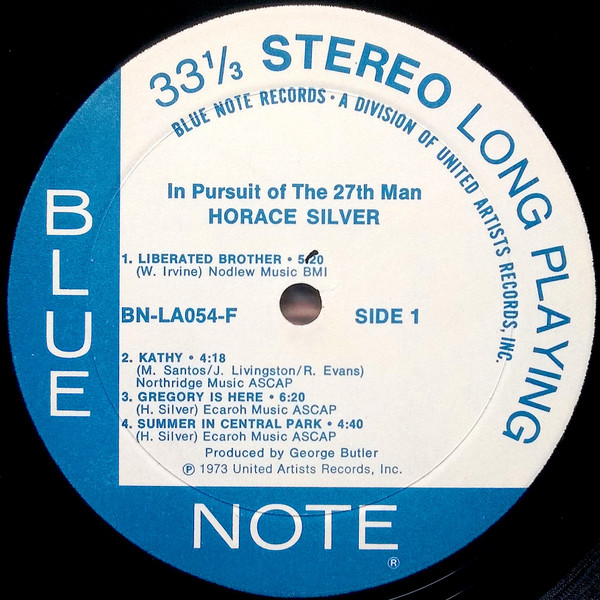 33⅓ STEREO LONG PLAYING
BLUE NOTE RECORDS • A DIVISION OF UNITED ARTISTS RECORDS, INC.
In Pursuit of The 27th Man
HORACE SILVER
1. LIBERATED BROTHER • 5:20
(W. Irvine) Nodlew Music BMI
BN-LA054-F
SIDE 1
2. KATHY • 4:18
(M. Santos/J. Livingston/R. Evans)
Northridge Music ASCAP
3. GREGORY IS HERE • 6:20
(H. Silver) Ecaroh Music ASCAP
4. SUMMER IN CENTRAL PARK • 4:40
(H. Silver) Ecaroh Music ASCAP
Produced by George Butler
℗ 1973 United Artists Records, Inc.
BLUE
NOTE
®